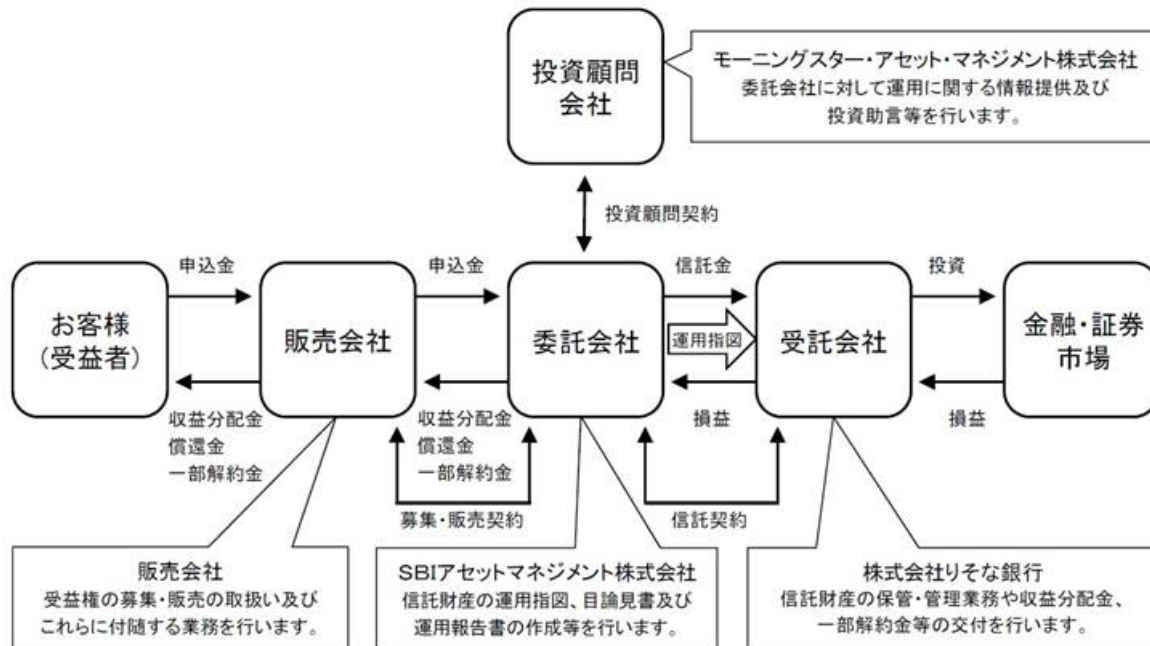 投資顧問
会社
モーニングスター・アセット・マネジメント株式会社
委託会社に対して運用に関する情報提供及び
投資助言等を行います。
投資顧問契約
申込金
申込金
信託金
投資
お客様
(受益者)
販売会社
委託会社
運用指図
受託会社
金融・証券
市場
収益分配金
償還金
一部解約金
収益分配金
償還金
一部解約金
損益
損益
募集・販売契約
信託契約
販売会社
受益権の募集・販売の取扱い及び
これらに付随する業務を行います。
SBIアセットマネジメント株式会社
信託財産の運用指図、目論見書及び
運用報告書の作成等を行います。
株式会社りそな銀行
信託財産の保管・管理業務や収益分配金、
一部解約金等の交付を行います。